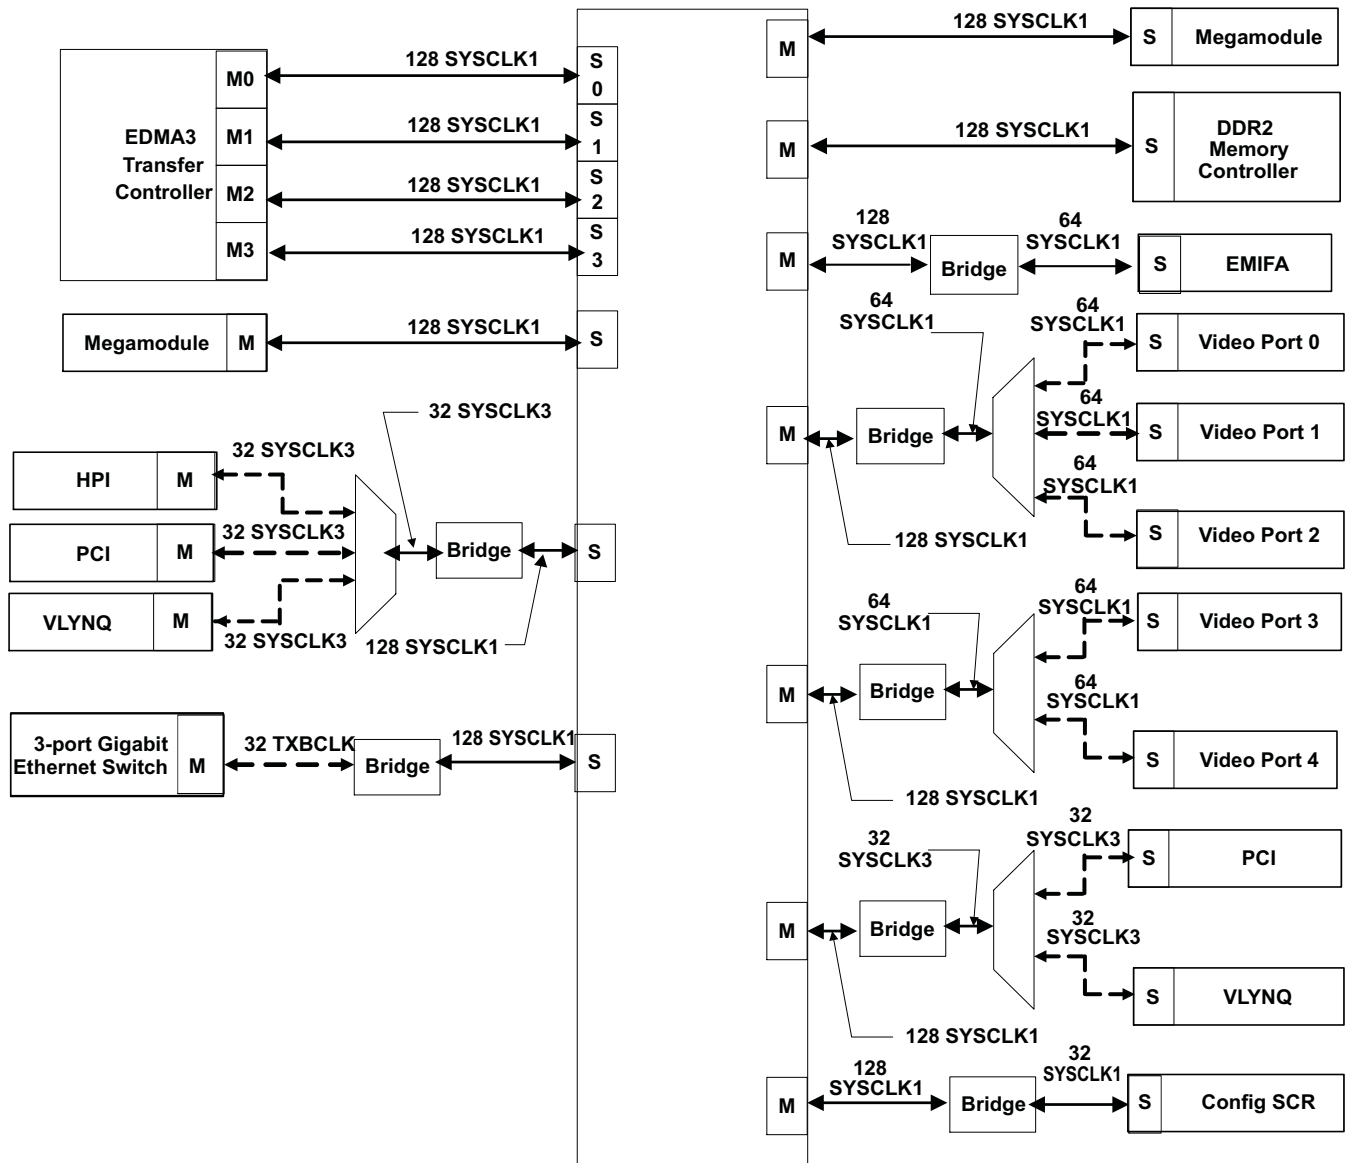 EDMA3
Transfer
Controller
M0
128 SYSCLK1
S
0
M1
128 SYSCLK1
S
1
M2
128 SYSCLK1
S
2
M3
128 SYSCLK1
S
3
Megamodule
M
128 SYSCLK1
S
HPI
M
32 SYSCLK3
PCI
M
32 SYSCLK3
VLYNQ
M
32 SYSCLK3
32 SYSCLK3
Bridge
128 SYSCLK1
S
3-port Gigabit
Ethernet Switch
M
32 TXBCLK
Bridge
128 SYSCLK1
S
M
128 SYSCLK1
S
Megamodule
M
128 SYSCLK1
S
DDR2
Memory
Controller
M
128
SYSCLK1
Bridge
64
SYSCLK1
S
EMIFA
M
128 SYSCLK1
Bridge
64
SYSCLK1
64
SYSCLK1
S
Video Port 0
64
SYSCLK1
S
Video Port 1
64
SYSCLK1
S
Video Port 2
M
128 SYSCLK1
Bridge
64
SYSCLK1
64
SYSCLK1
S
Video Port 3
64
SYSCLK1
S
Video Port 4
M
128 SYSCLK1
Bridge
32
SYSCLK3
32
SYSCLK3
S
PCI
32
SYSCLK3
S
VLYNQ
M
128
SYSCLK1
Bridge
32
SYSCLK1
S
Config SCR